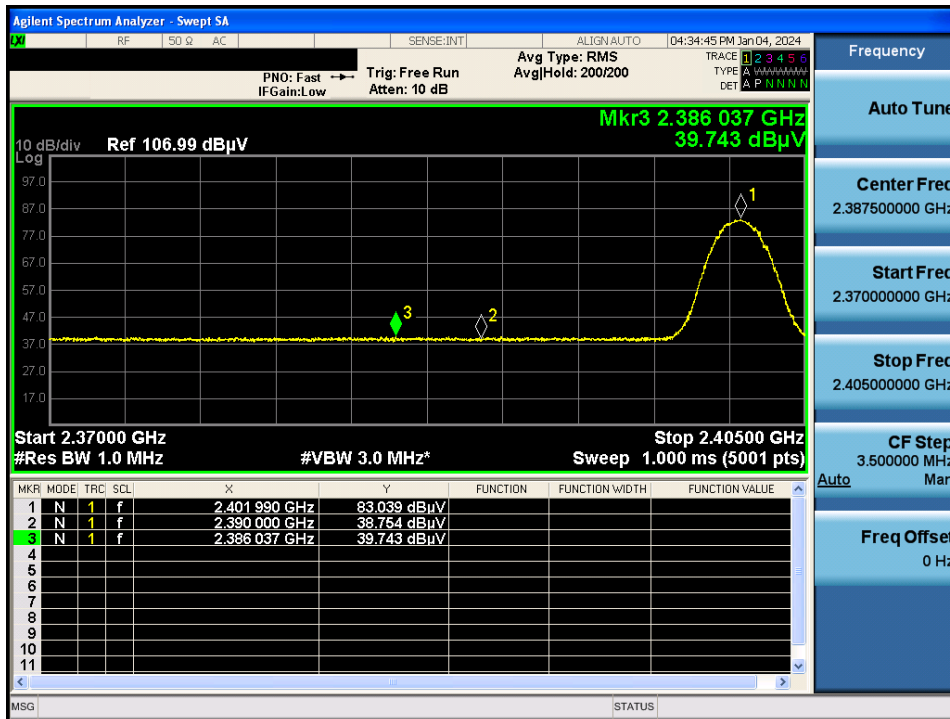 Agilent Spectrum Analyzer - Swept SA
LXI RF 50 Ω AC SENSE:INT ALIGN AUTO 04:34:45 PM Jan 04, 2024
Frequency
PNO: Fast
IFGain:Low
Trig: Free Run
Atten: 10 dB
Avg Type: RMS
Avg|Hold: 200/200
TRACE 1 2 3 4 5 6
TYPE A
DET A P N N N N
Mkr3 2.386 037 GHz
39.743 dBµV
10 dB/div
Log
Ref 106.99 dBµV
97.0
87.0
77.0
67.0
57.0
47.0
37.0
27.0
17.0
1
2
3
Start 2.37000 GHz Stop 2.40500 GHz
#Res BW 1.0 MHz #VBW 3.0 MHz* Sweep 1.000 ms (5001 pts)
MKR MODE TRC SCL X Y FUNCTION FUNCTION WIDTH FUNCTION VALUE
1 N 1 f 2.401 990 GHz 83.039 dBµV
2 N 1 f 2.390 000 GHz 38.754 dBµV
3 N 1 f 2.386 037 GHz 39.743 dBµV
4
5
6
7
8
9
10
11
MSG STATUS
Auto Tune
Center Freq
2.387500000 GHz
Start Freq
2.370000000 GHz
Stop Freq
2.405000000 GHz
CF Step
3.500000 MHz
Auto Man
Freq Offset
0 Hz